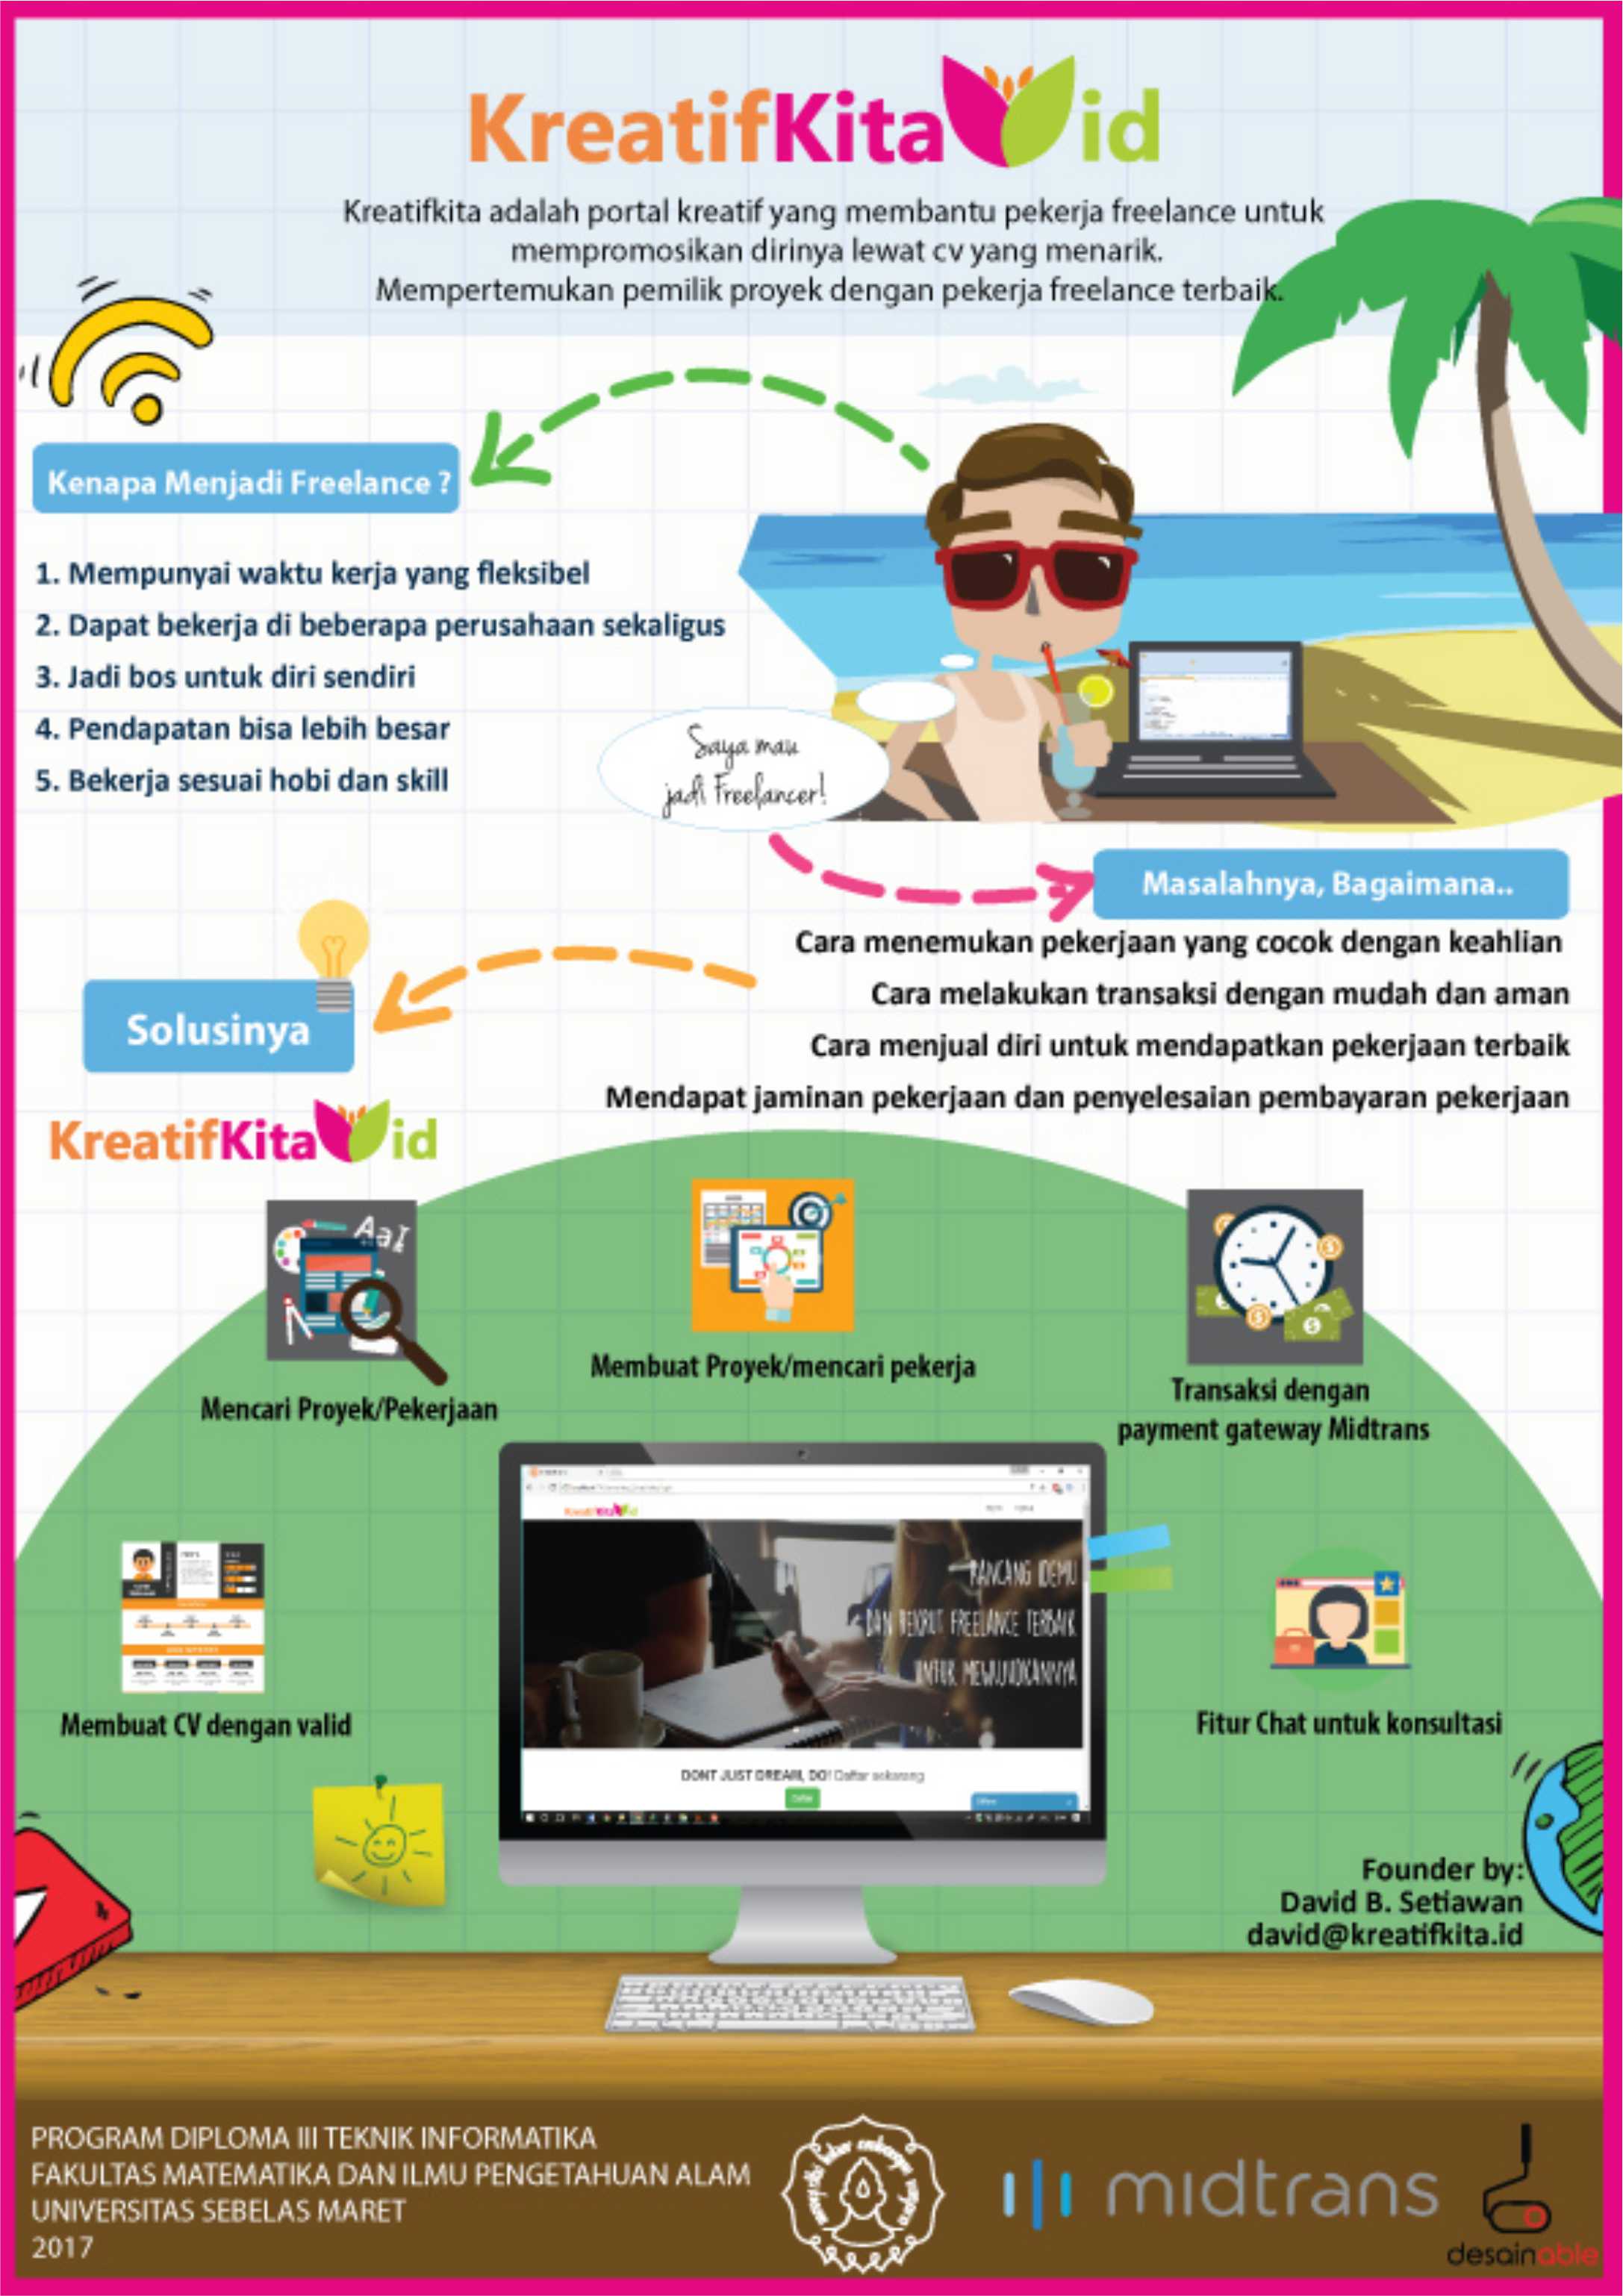 KreatifKita id
Kreatifkita adalah portal kreatif yang membantu pekerja freelance untuk
mempromosikan dirinya lewat cv yang menarik.
Mempertemukan pemilik proyek dengan pekerja freelance terbaik.
Kenapa Menjadi Freelance ?
1. Mempunyai waktu kerja yang fleksibel
2. Dapat bekerja di beberapa perusahaan sekaligus
3. Jadi bos untuk diri sendiri
4. Pendapatan bisa lebih besar
5. Bekerja sesuai hobi dan skill
Saya mau
jadi Freelancer!
Masalahnya, Bagaimana..
Cara menemukan pekerjaan yang cocok dengan keahlian
Cara melakukan transaksi dengan mudah dan aman
Cara menjual diri untuk mendapatkan pekerjaan terbaik
Mendapat jaminan pekerjaan dan penyelesaian pembayaran pekerjaan
Solusinya
KreatifKita id
AaI
Mencari Proyek/Pekerjaan
Membuat Proyek/mencari pekerja
Transaksi dengan
payment gateway Midtrans
KreatifKita id
RANCANG IDEMU
DAN REKRUT FREELANCE TERBAIK
UNTUK MEWUJUDKANNYA
DONT JUST DREAM, DO! Daftar sekarang
Daftar
Membuat CV dengan valid
Fitur Chat untuk konsultasi
Founder by:
David B. Setiawan
david@kreatifkita.id
PROGRAM DIPLOMA III TEKNIK INFORMATIKA
FAKULTAS MATEMATIKA DAN ILMU PENGETAHUAN ALAM
UNIVERSITAS SEBELAS MARET
2017
midtrans
desainable